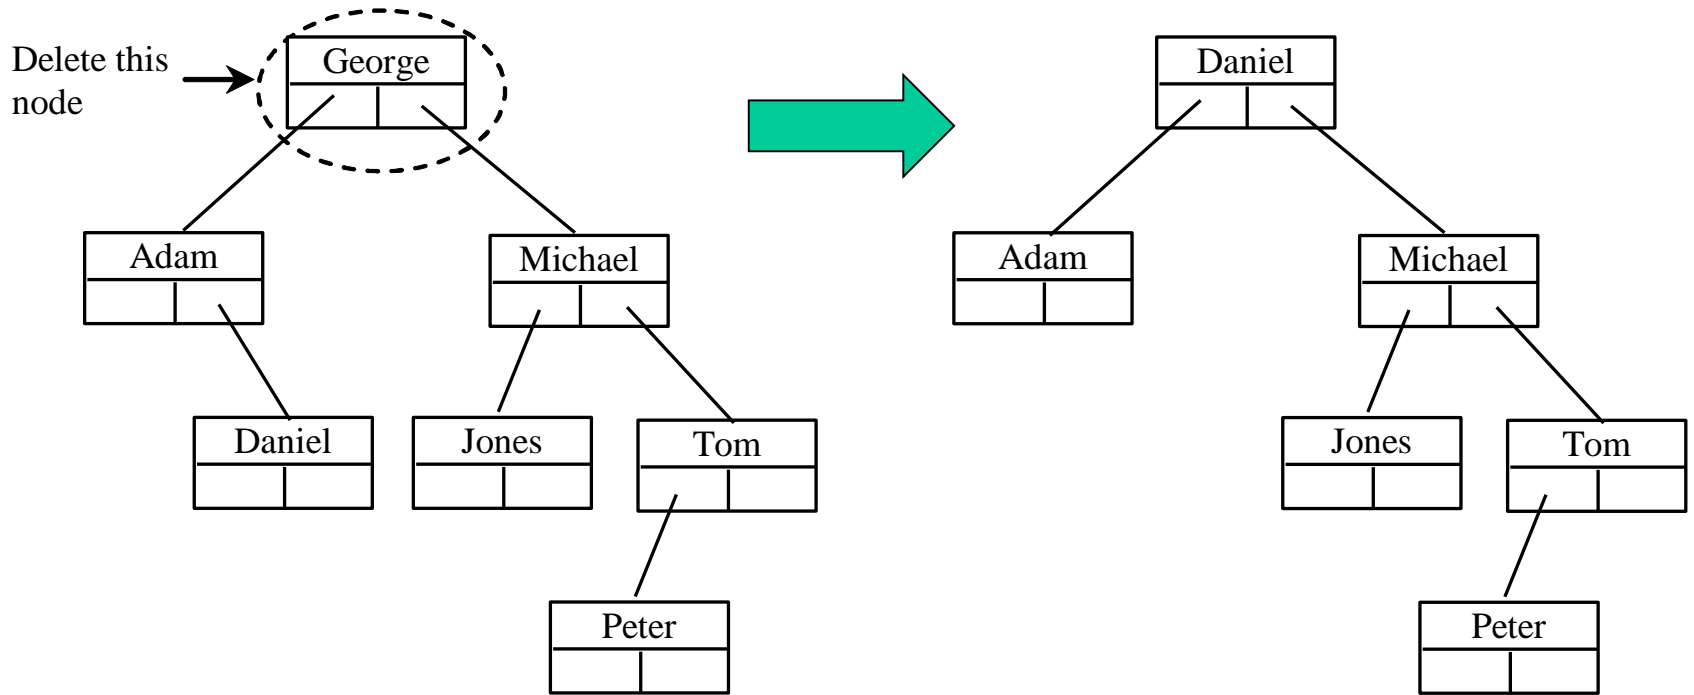 Delete this
node
George
Adam
Michael
Daniel
Jones
Tom
Peter
Daniel
Adam
Michael
Jones
Tom
Peter